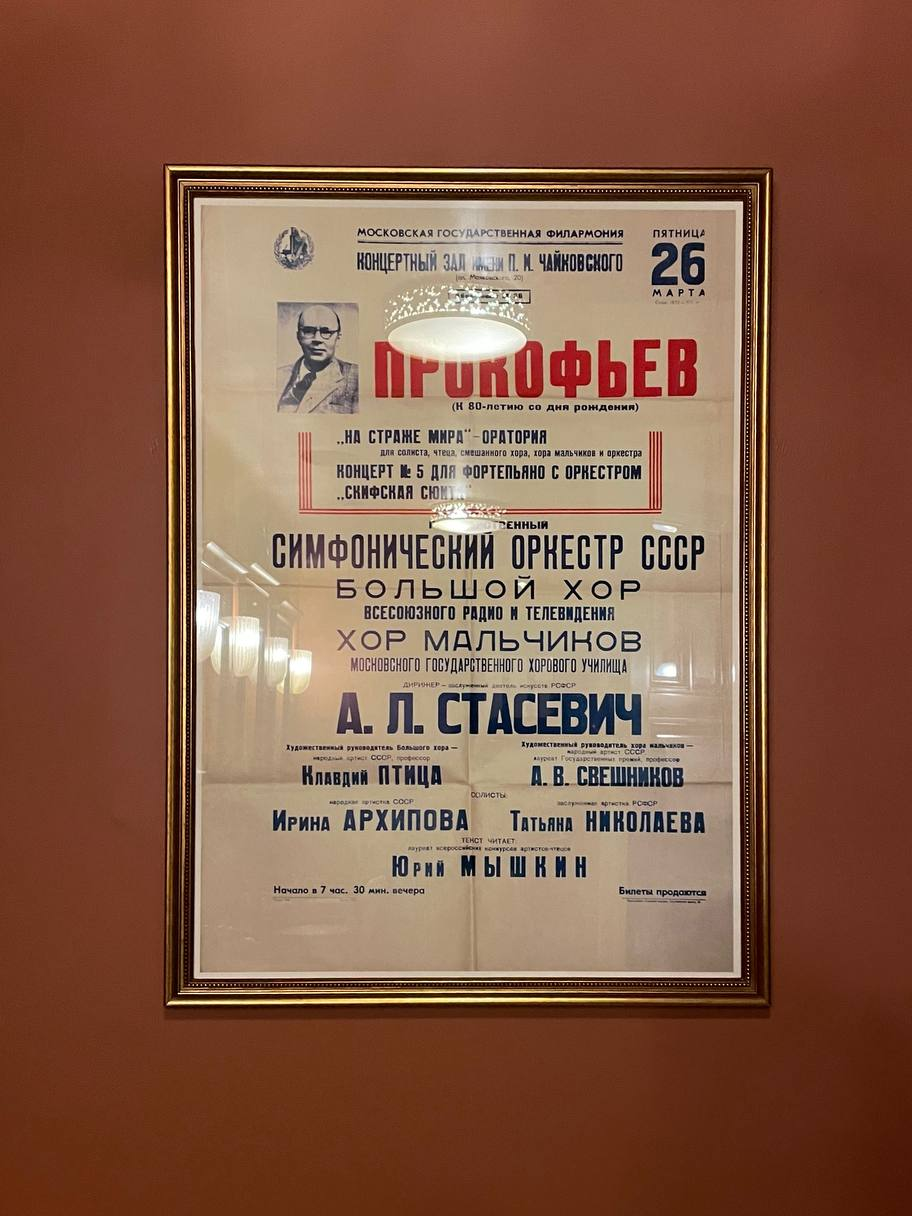 МОСКОВСКАЯ ГОСУДАРСТВЕННАЯ ФИЛАРМОНИЯ
КОНЦЕРТНЫЙ ЗАЛ ИМЕНИ П. И. ЧАЙКОВСКОГО
(пл. Маяковского, 20)
ПЯТНИЦА
26
МАРТА
ПРОКОФЬЕВ
(К 80-летию со дня рождения)
„НА СТРАЖЕ МИРА“ – ОРАТОРИЯ
для солиста, чтеца, смешанного хора, хора мальчиков и оркестра
КОНЦЕРТ № 5 ДЛЯ ФОРТЕПЬЯНО С ОРКЕСТРОМ
„СКИФСКАЯ СЮИТА“
СИМФОНИЧЕСКИЙ ОРКЕСТР СССР
БОЛЬШОЙ ХОР
ВСЕСОЮЗНОГО РАДИО И ТЕЛЕВИДЕНИЯ
ХОР МАЛЬЧИКОВ
МОСКОВСКОГО ГОСУДАРСТВЕННОГО ХОРОВОГО УЧИЛИЩА
ДИРИЖЕР – заслуженный деятель искусств РСФСР
А. Л. СТАСЕВИЧ
Художественный руководитель Большого хора —
народный артист СССР, профессор
Клавдий ПТИЦА
Художественный руководитель хора мальчиков —
народный артист СССР,
лауреат Государственных премий, профессор
А. В. СВЕШНИКОВ
СОЛИСТЫ:
народная артистка СССР
Ирина АРХИПОВА
заслуженная артистка РСФСР
Татьяна НИКОЛАЕВА
ТЕКСТ ЧИТАЕТ:
лауреат всероссийских конкурсов артистов-чтецов
Юрий МЫШКИН
Начало в 7 час. 30 мин. вечера
Билеты продаются